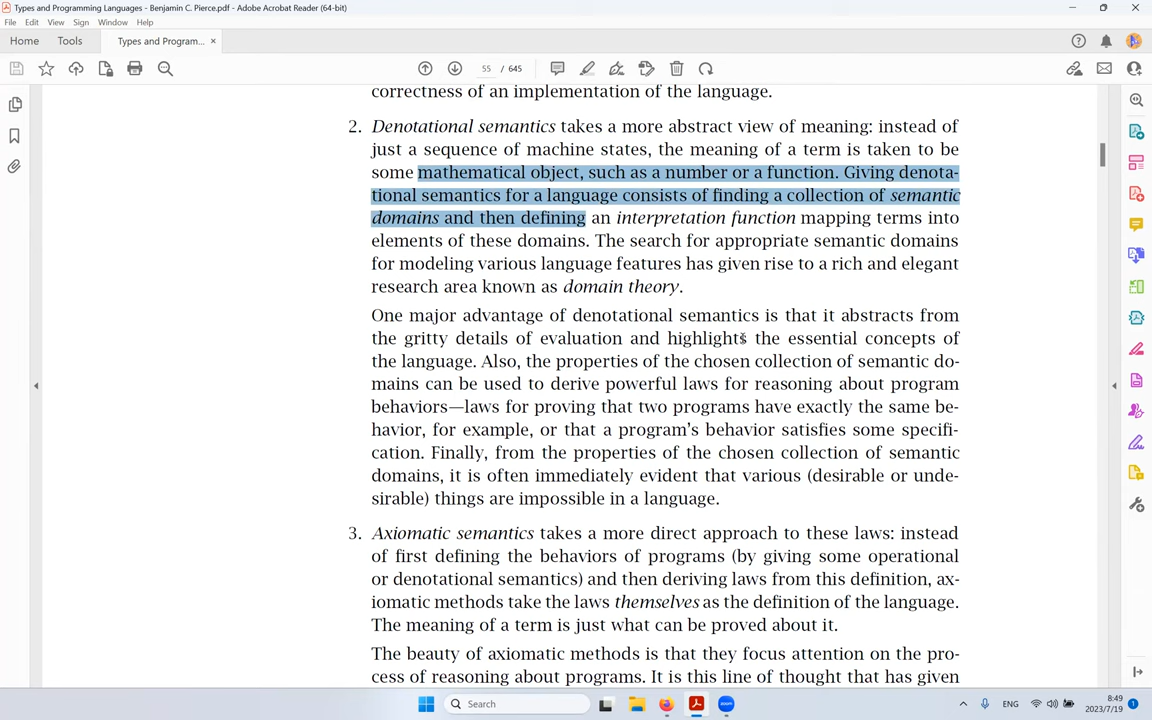 Types and Programming Languages - Benjamin C. Pierce.pdf - Adobe Acrobat Reader (64-bit)
File Edit View Sign Window Help
Home Tools Types and Program... ×
55 / 645
correctness of an implementation of the language.
2. Denotational semantics takes a more abstract view of meaning: instead of
just a sequence of machine states, the meaning of a term is taken to be
some mathematical object, such as a number or a function. Giving denota-
tional semantics for a language consists of finding a collection of semantic
domains and then defining an interpretation function mapping terms into
elements of these domains. The search for appropriate semantic domains
for modeling various language features has given rise to a rich and elegant
research area known as domain theory.
One major advantage of denotational semantics is that it abstracts from
the gritty details of evaluation and highlights the essential concepts of
the language. Also, the properties of the chosen collection of semantic do-
mains can be used to derive powerful laws for reasoning about program
behaviors—laws for proving that two programs have exactly the same be-
havior, for example, or that a program's behavior satisfies some specifi-
cation. Finally, from the properties of the chosen collection of semantic
domains, it is often immediately evident that various (desirable or unde-
sirable) things are impossible in a language.
3. Axiomatic semantics takes a more direct approach to these laws: instead
of first defining the behaviors of programs (by giving some operational
or denotational semantics) and then deriving laws from this definition, ax-
iomatic methods take the laws themselves as the definition of the language.
The meaning of a term is just what can be proved about it.
The beauty of axiomatic methods is that they focus attention on the pro-
cess of reasoning about programs. It is this line of thought that has given
Search
zoom
ENG
8:49
2023/7/19
1